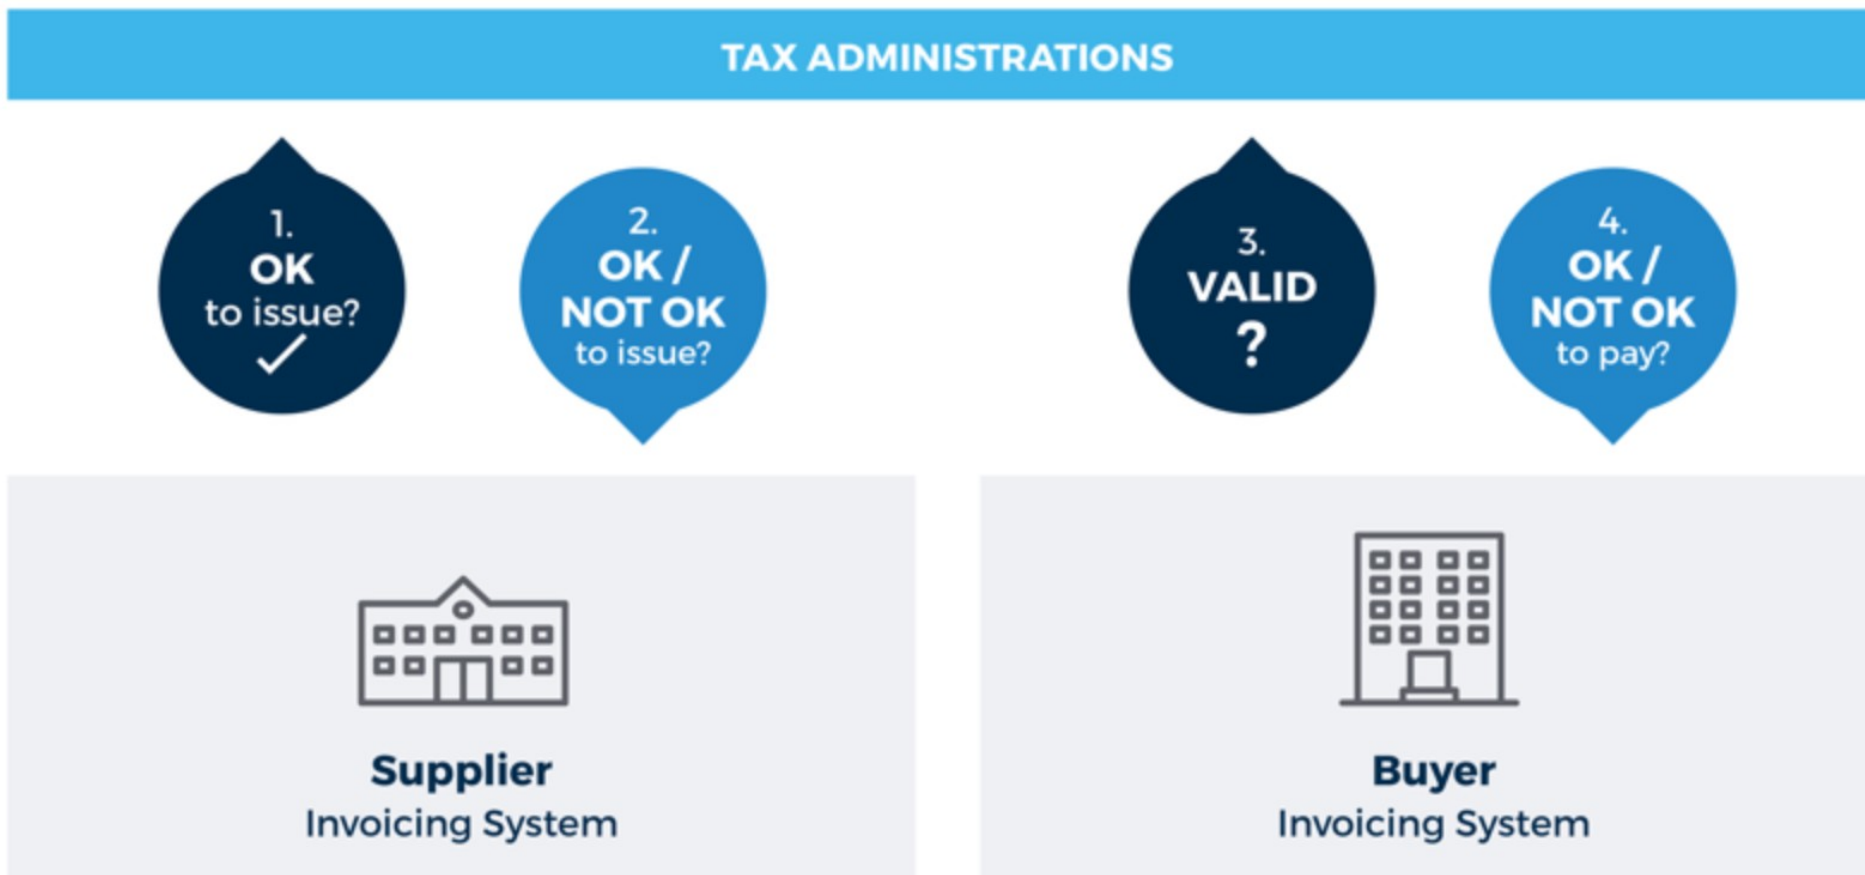 TAX ADMINISTRATIONS
1.
OK
to issue?
2.
OK /
NOT OK
to issue?
3.
VALID
?
4.
OK /
NOT OK
to pay?
Supplier
Invoicing System
Buyer
Invoicing System